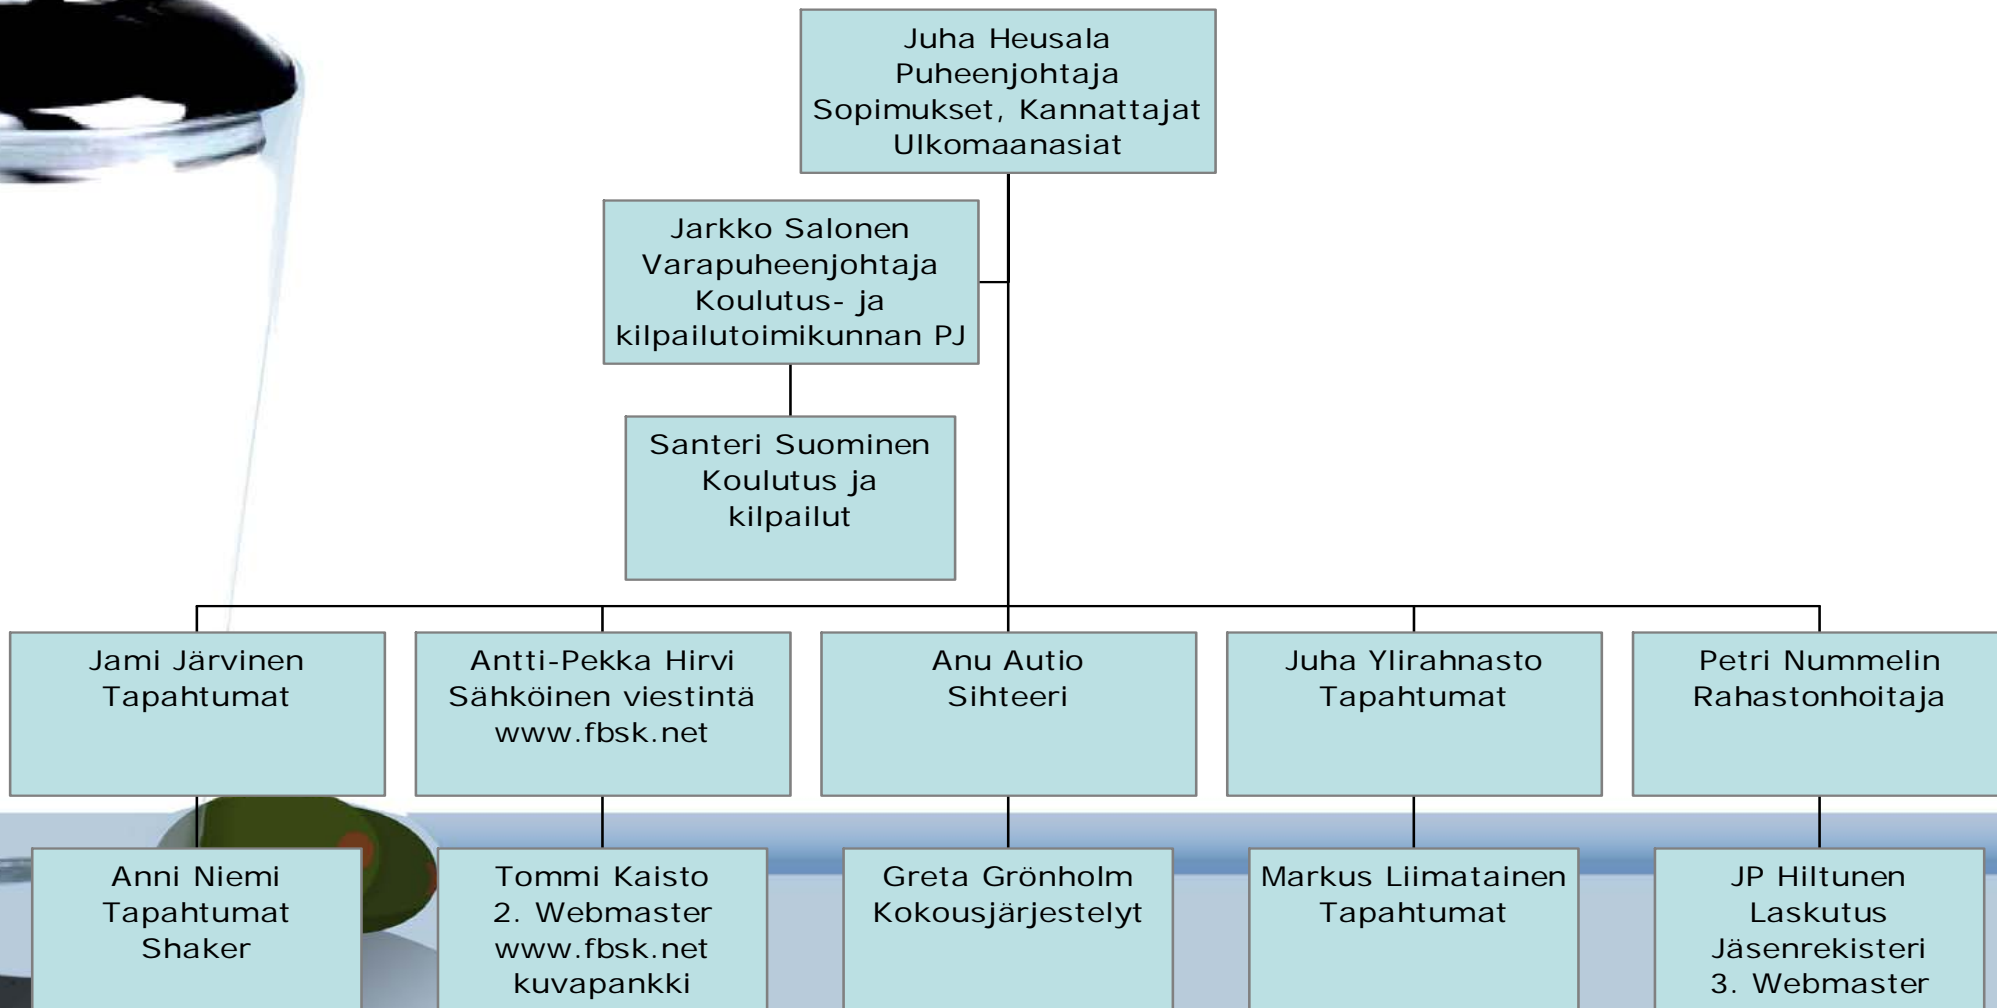 Juha Heusala
Puheenjohtaja
Sopimukset, Kannattajat
Ulkomaanasiat
Jarkko Salonen
Varapuheenjohtaja
Koulutus- ja
kilpailutoimikunnan PJ
Santeri Suominen
Koulutus ja
kilpailut
Jami Järvinen
Tapahtumat
Antti-Pekka Hirvi
Sähköinen viestintä
www.fbsk.net
Anu Autio
Sihteeri
Juha Ylirahnasto
Tapahtumat
Petri Nummelin
Rahastonhoitaja
Anni Niemi
Tapahtumat
Shaker
Tommi Kaisto
2. Webmaster
www.fbsk.net
kuvapankki
Greta Grönholm
Kokousjärjestelyt
Markus Liimatainen
Tapahtumat
JP Hiltunen
Laskutus
Jäsenrekisteri
3. Webmaster